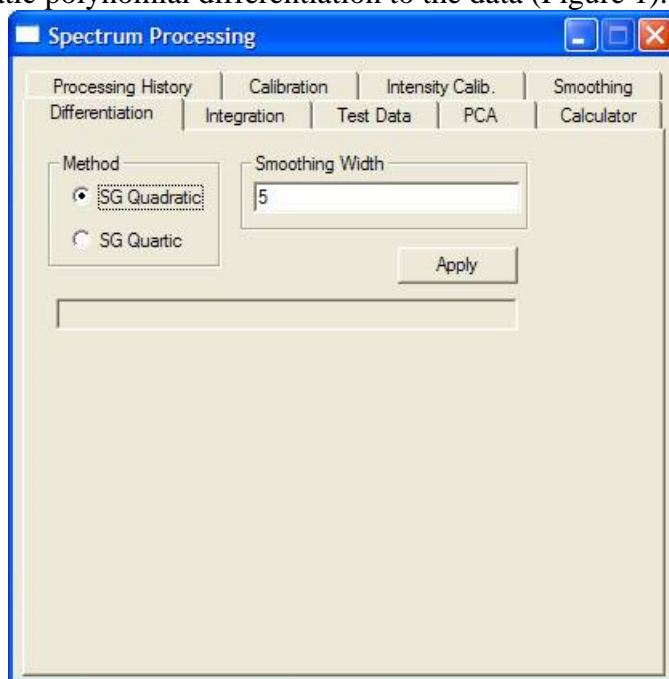 atic polynomial differentiation to the data (Figure 1).
Spectrum Processing
Processing History Calibration Intensity Calib. Smoothing
Differentiation Integration Test Data PCA Calculator
Method Smoothing Width
SG Quadratic 5
SG Quartic
Apply